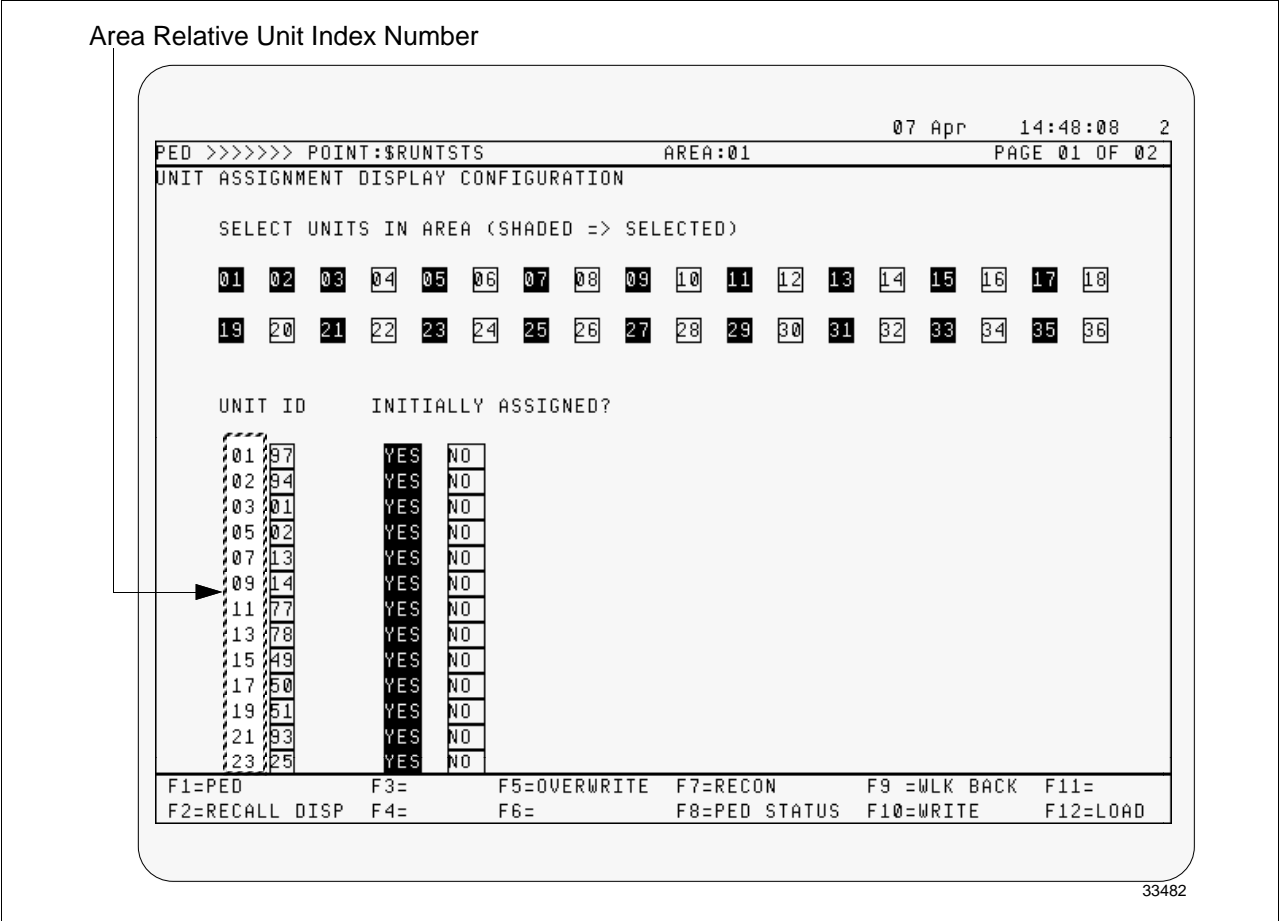 Area Relative Unit Index Number
07 Apr 14:48:08 2
PED >>>>>>> POINT:$RUNTSTS AREA:01 PAGE 01 OF 02
UNIT ASSIGNMENT DISPLAY CONFIGURATION
SELECT UNITS IN AREA (SHADED => SELECTED)
01 02 03 04 05 06 07 08 09 10 11 12 13 14 15 16 17 18
19 20 21 22 23 24 25 26 27 28 29 30 31 32 33 34 35 36
UNIT ID INITIALLY ASSIGNED?
01 97 YES NO
02 94 YES NO
03 01 YES NO
05 02 YES NO
07 13 YES NO
09 14 YES NO
11 77 YES NO
13 78 YES NO
15 49 YES NO
17 50 YES NO
19 51 YES NO
21 93 YES NO
23 25 YES NO
F1=PED F3= F5=OVERWRITE F7=RECON F9 =WLK BACK F11=
F2=RECALL DISP F4= F6= F8=PED STATUS F10=WRITE F12=LOAD
33482